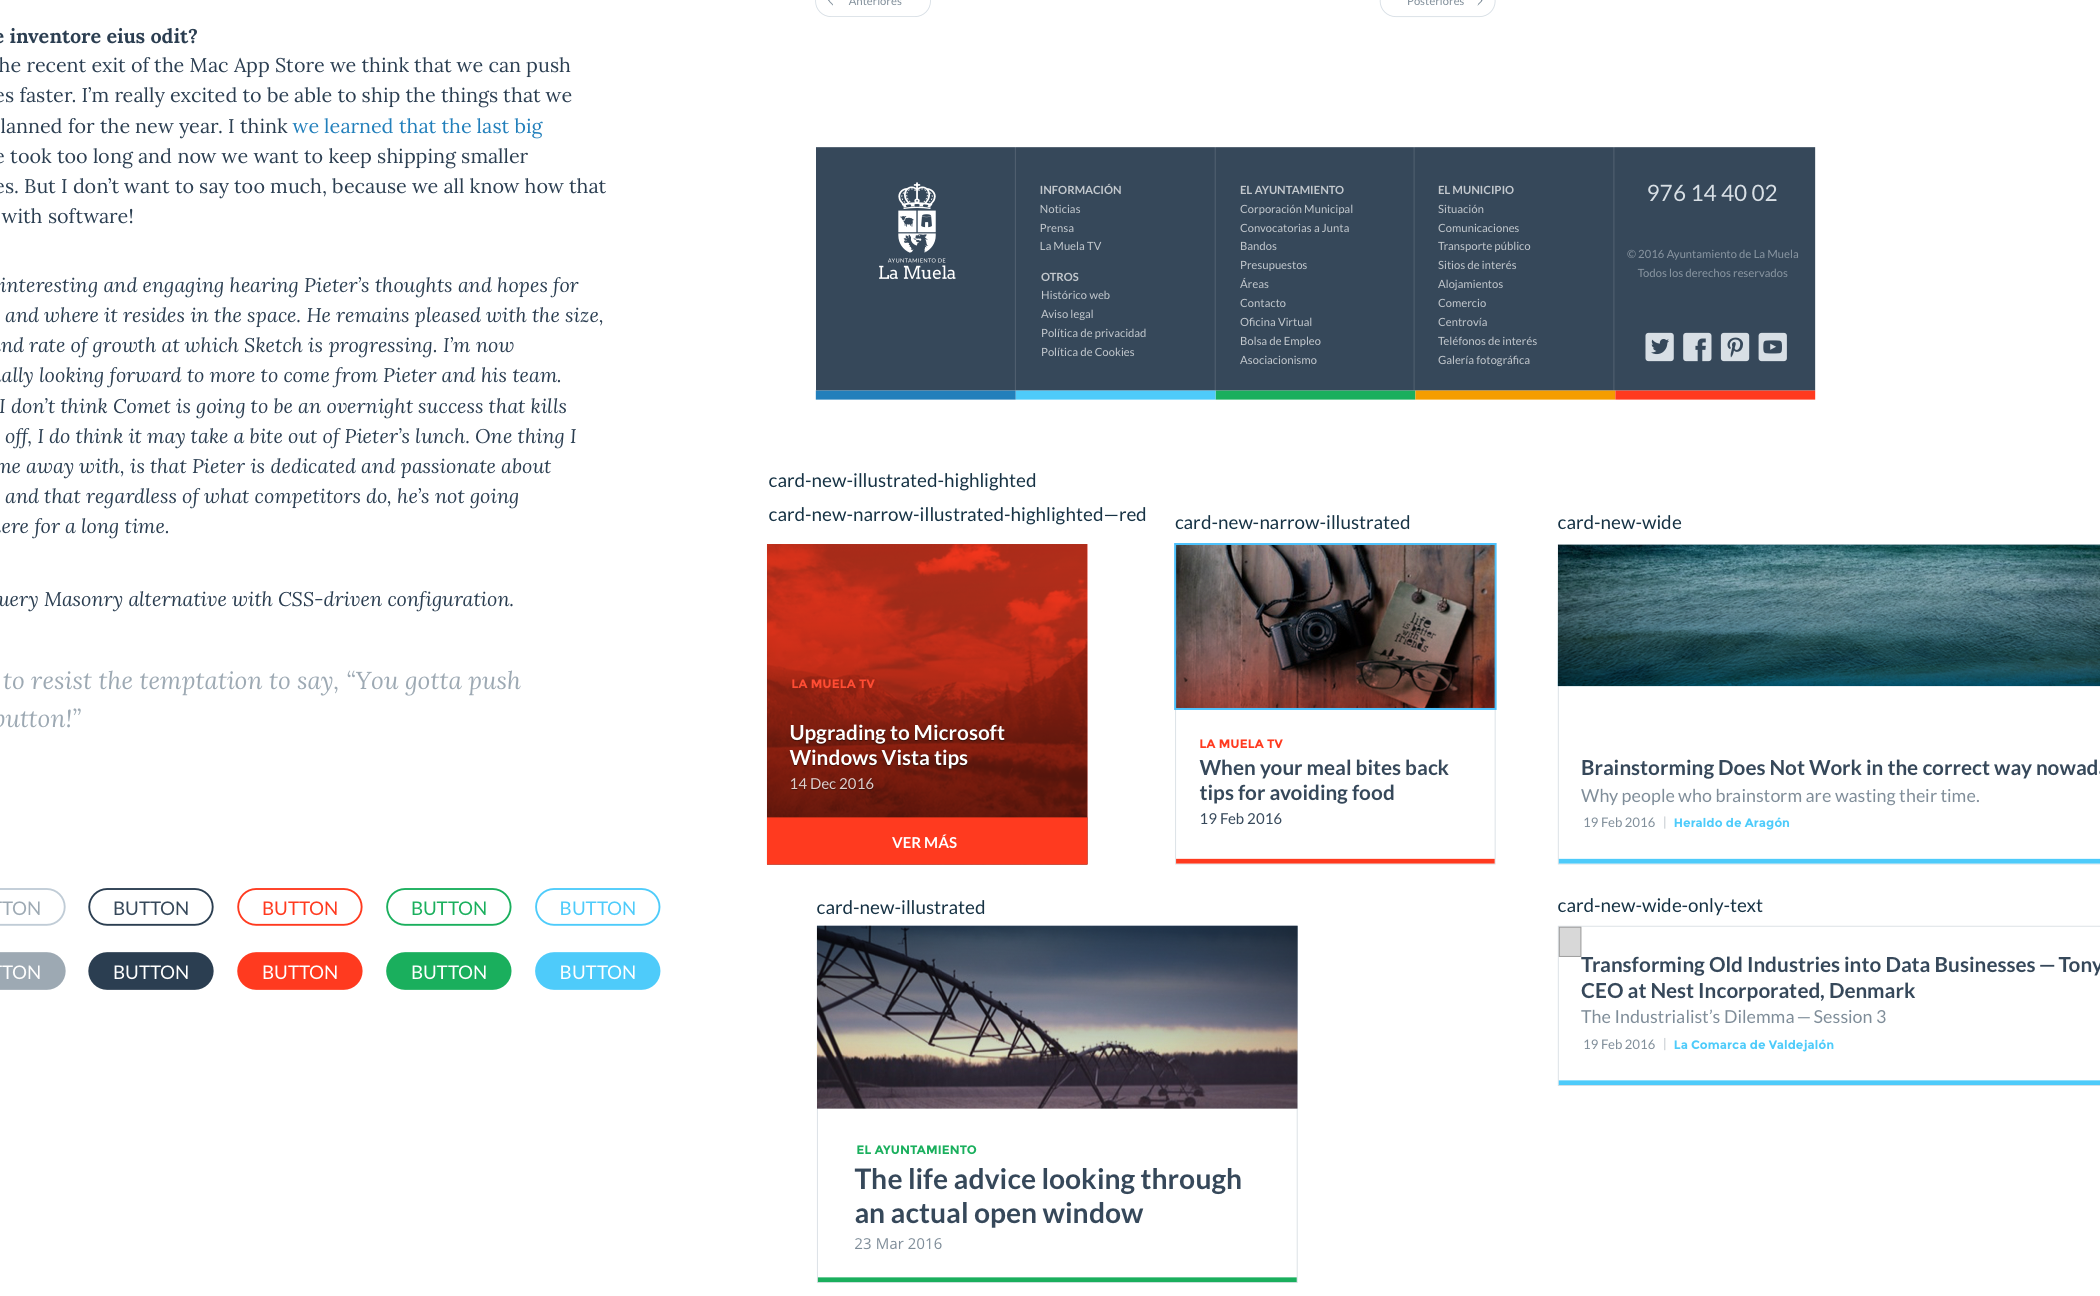 Anteriores
Posteriores
e inventore eius odit?
he recent exit of the Mac App Store we think that we can push
es faster. I’m really excited to be able to ship the things that we
lanned for the new year. I think we learned that the last big
e took too long and now we want to keep shipping smaller
es. But I don’t want to say too much, because we all know how that
with software!
interesting and engaging hearing Pieter’s thoughts and hopes for
and where it resides in the space. He remains pleased with the size,
nd rate of growth at which Sketch is progressing. I’m now
ally looking forward to more to come from Pieter and his team.
I don’t think Comet is going to be an overnight success that kills
off, I do think it may take a bite out of Pieter’s lunch. One thing I
me away with, is that Pieter is dedicated and passionate about
and that regardless of what competitors do, he’s not going
ere for a long time.
uery Masonry alternative with CSS-driven configuration.
to resist the temptation to say, “You gotta push
button!”
TTON
BUTTON
BUTTON
BUTTON
BUTTON
TTON
BUTTON
BUTTON
BUTTON
BUTTON
AYUNTAMIENTO DE
La Muela
INFORMACIÓN
Noticias
Prensa
La Muela TV
OTROS
Histórico web
Aviso legal
Política de privacidad
Política de Cookies
EL AYUNTAMIENTO
Corporación Municipal
Convocatorias a Junta
Bandos
Presupuestos
Áreas
Contacto
Oficina Virtual
Bolsa de Empleo
Asociacionismo
EL MUNICIPIO
Situación
Comunicaciones
Transporte público
Sitios de interés
Alojamientos
Comercio
Centrovía
Teléfonos de interés
Galería fotográfica
976 14 40 02
© 2016 Ayuntamiento de La Muela
Todos los derechos reservados
card-new-illustrated-highlighted
card-new-narrow-illustrated-highlighted—red
LA MUELA TV
Upgrading to Microsoft
Windows Vista tips
14 Dec 2016
VER MÁS
card-new-narrow-illustrated
life
is better
with
friends
LA MUELA TV
When your meal bites back
tips for avoiding food
19 Feb 2016
card-new-wide
Brainstorming Does Not Work in the correct way nowad
Why people who brainstorm are wasting their time.
19 Feb 2016 | Heraldo de Aragón
card-new-illustrated
EL AYUNTAMIENTO
The life advice looking through
an actual open window
23 Mar 2016
card-new-wide-only-text
Transforming Old Industries into Data Businesses — Tony
CEO at Nest Incorporated, Denmark
The Industrialist’s Dilemma — Session 3
19 Feb 2016 | La Comarca de Valdejalón